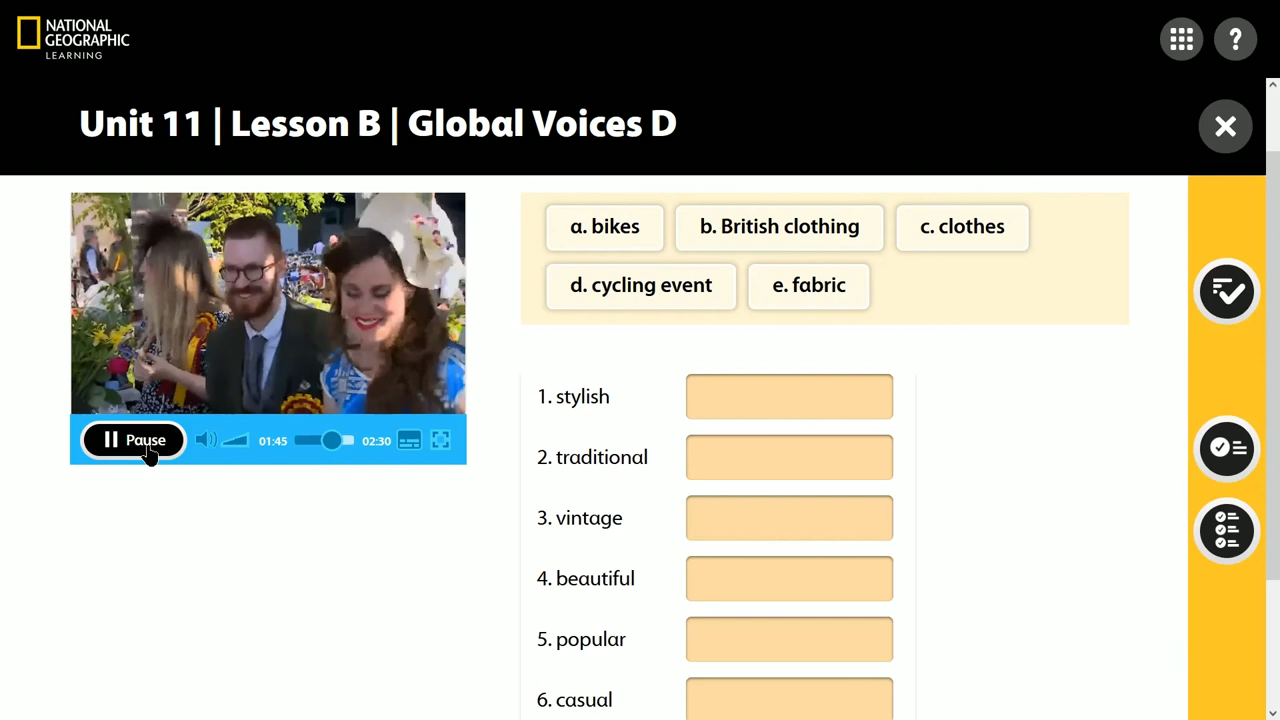 NATIONAL
GEOGRAPHIC
LEARNING
?
Unit 11 | Lesson B | Global Voices D
a. bikes
b. British clothing
c. clothes
d. cycling event
e. fabric
Pause
01:45
02:30
1. stylish
2. traditional
3. vintage
4. beautiful
5. popular
6. casual